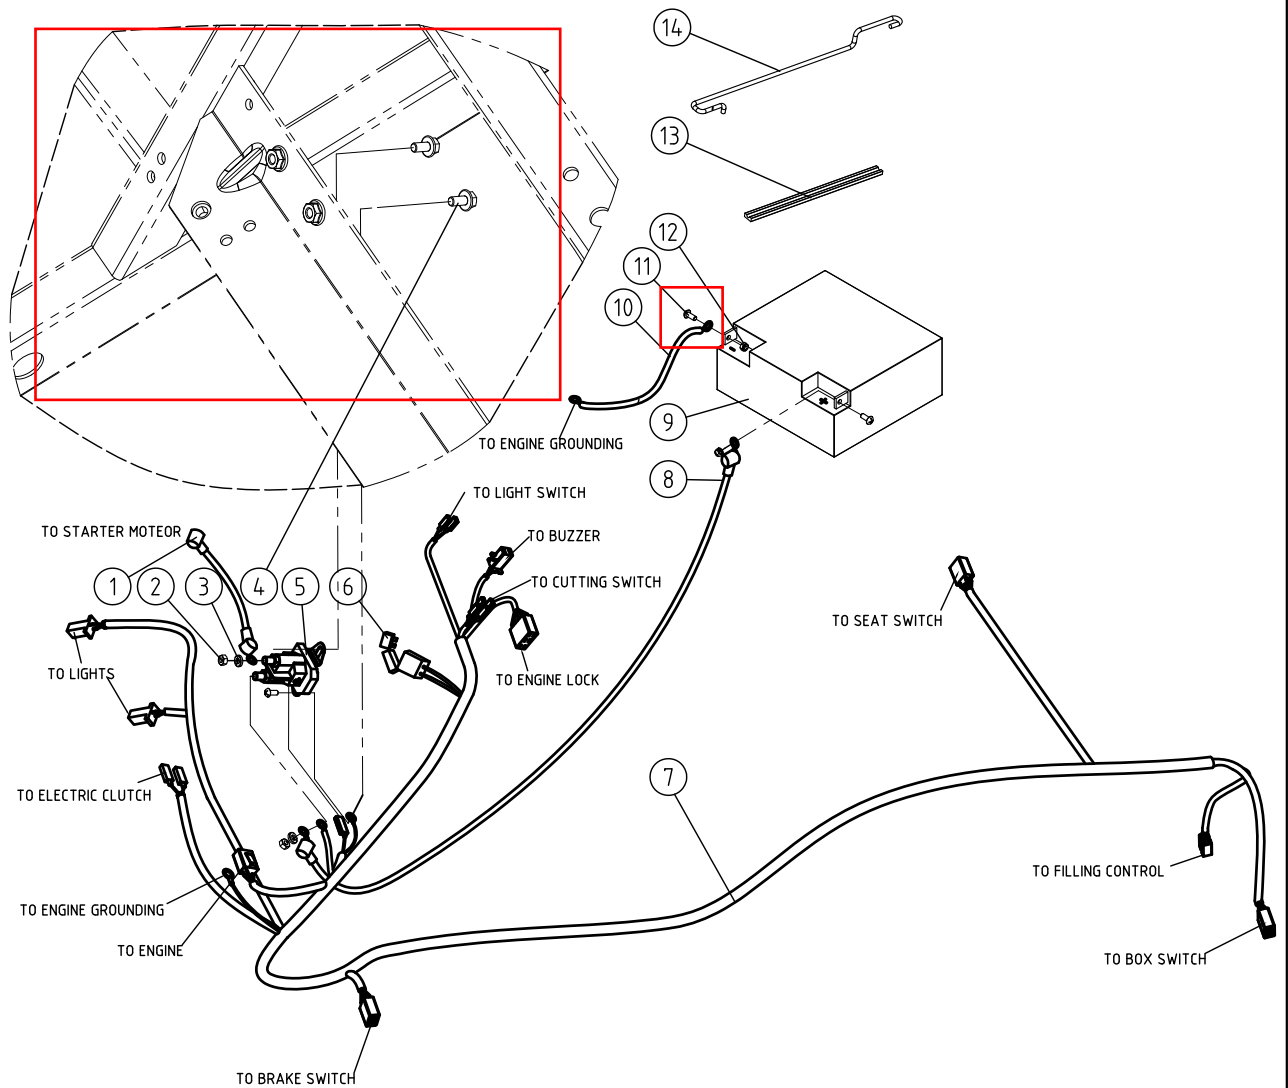 14
13
12
11
10
9
TO ENGINE GROUNDING
8
TO LIGHT SWITCH
TO STARTER MOTEOR
TO BUZZER
1 2 3 4 5 6
TO CUTTING SWITCH
TO SEAT SWITCH
TO LIGHTS
TO ENGINE LOCK
7
TO ELECTRIC CLUTCH
TO FILLING CONTROL
TO ENGINE GROUNDING
TO ENGINE
TO BOX SWITCH
TO BRAKE SWITCH